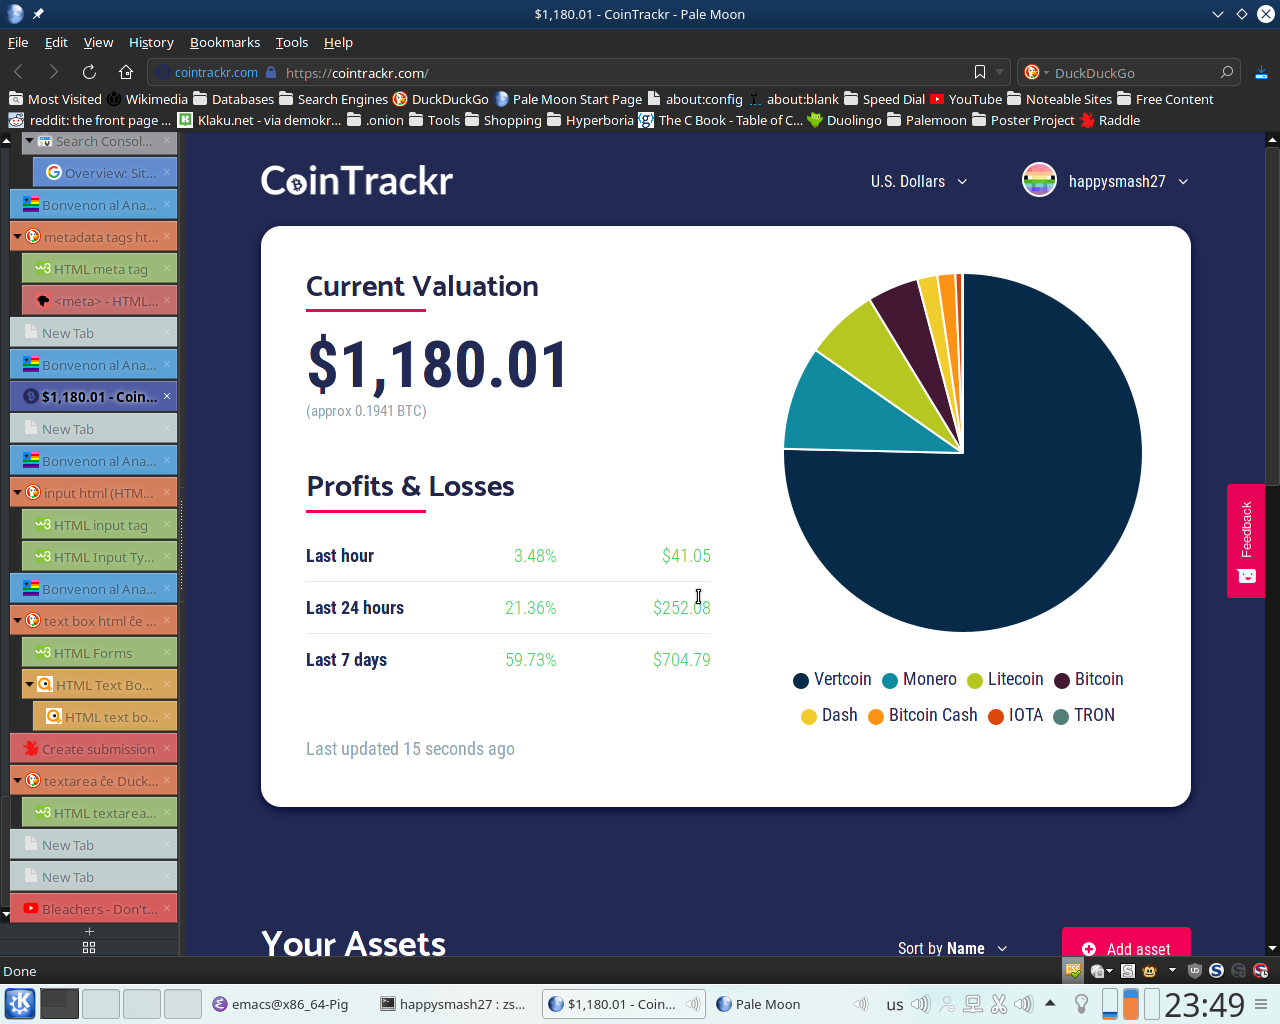 $1,180.01 - CoinTrackr - Pale Moon
File Edit View History Bookmarks Tools Help
cointrackr.com https://cointrackr.com/ DuckDuckGo
Most Visited Wikimedia Databases Search Engines DuckDuckGo Pale Moon Start Page about:config about:blank Speed Dial YouTube Noteable Sites Free Content
reddit: the front page ... Klaku.net - via demokr... .onion Tools Shopping Hyperboria The C Book - Table of C... Duolingo Palemoon Poster Project Raddle
Search Consol...
Overview: Sit...
Bonvenon al Ana...
metadata tags ht...
HTML meta tag
<meta> - HTML...
New Tab
Bonvenon al Ana...
$1,180.01 - Coin...
New Tab
Bonvenon al Ana...
input html (HTM...
HTML input tag
HTML Input Ty...
Bonvenon al Ana...
text box html ĉe ...
HTML Forms
HTML Text Bo...
HTML text bo...
Create submission
textarea ĉe Duck...
HTML textarea...
New Tab
New Tab
Bleachers - Don't...
CoinTrackr
U.S. Dollars happysmash27
Current Valuation
$1,180.01
(approx 0.1941 BTC)
Profits & Losses
Last hour 3.48% $41.05
Last 24 hours 21.36% $252.08
Last 7 days 59.73% $704.79
Last updated 15 seconds ago
Vertcoin Monero Litecoin Bitcoin
Dash Bitcoin Cash IOTA TRON
Feedback
Your Assets
Sort by Name
Add asset
Done
emacs@x86_64-Pig happysmash27 : zs... $1,180.01 - Coin... Pale Moon us 23:49